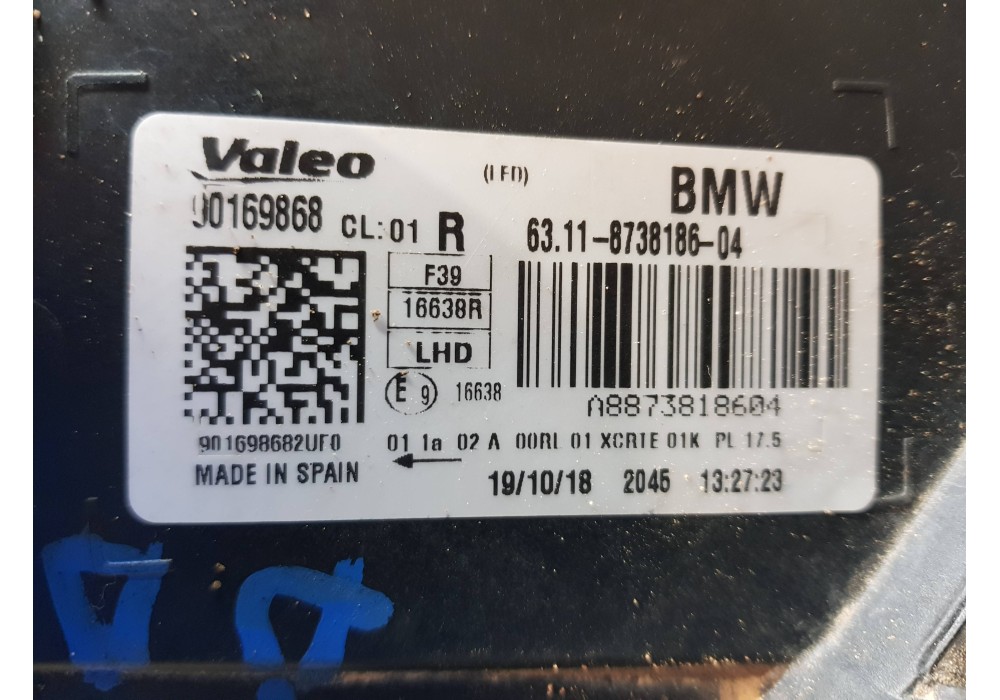 Valeo
(LED)
BMW
90169868 CL:01 R
63.11-8738186-04
F39
16638R
LHD
E 9 16638
A8873818604
901698682UF0
01 1a 02 A 00RL 01 XCRTE 01K PL 17.5
MADE IN SPAIN
19/10/18 2045 13:27:23